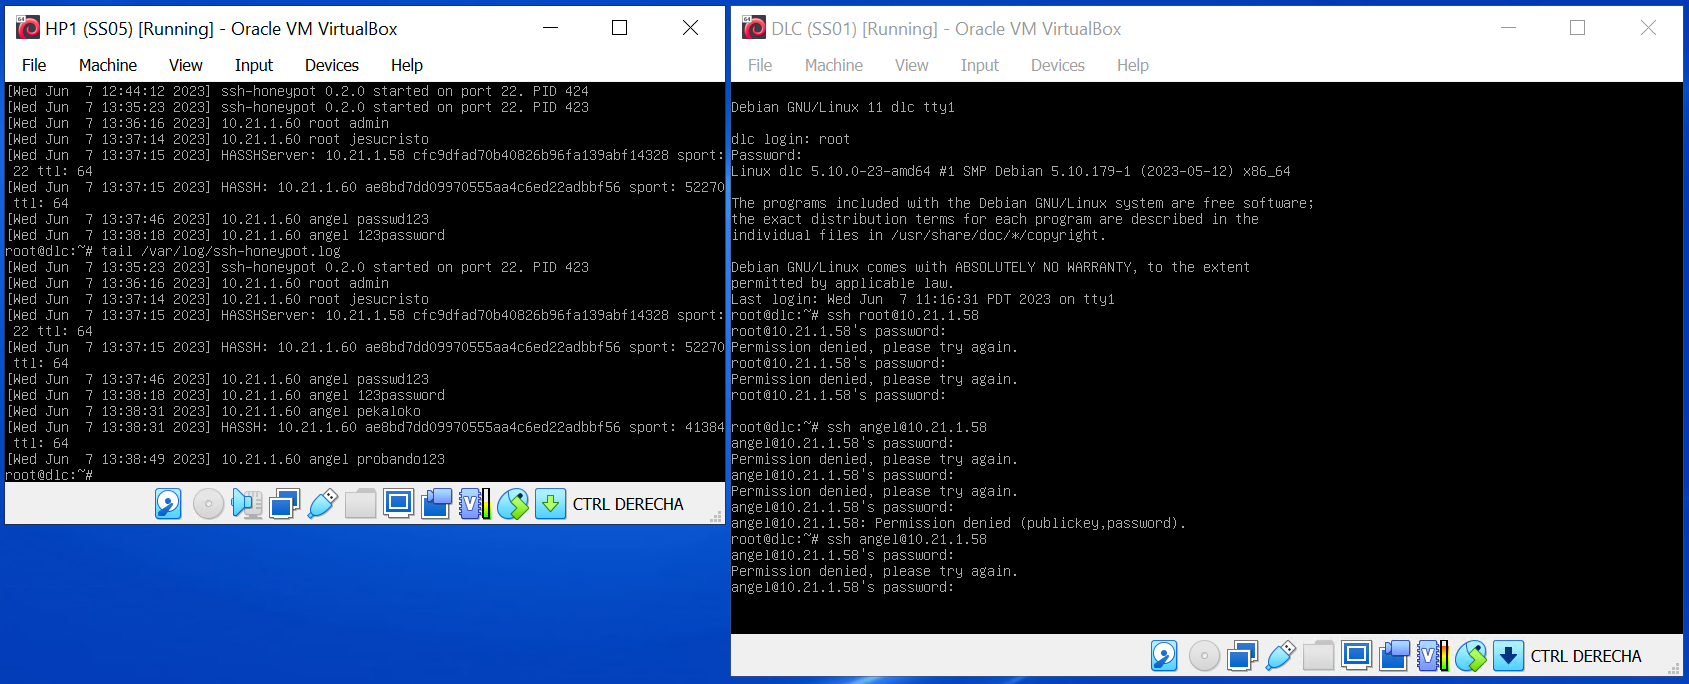 HP1 (SS05) [Running] - Oracle VM VirtualBox
File Machine View Input Devices Help
[Wed Jun  7 12:44:12 2023] ssh-honeypot 0.2.0 started on port 22. PID 424
[Wed Jun  7 13:35:23 2023] ssh-honeypot 0.2.0 started on port 22. PID 423
[Wed Jun  7 13:36:16 2023] 10.21.1.60 root admin
[Wed Jun  7 13:37:14 2023] 10.21.1.60 root jesucristo
[Wed Jun  7 13:37:15 2023] HASSHServer: 10.21.1.58 cfc9dfad70b40826b96fa139abf14328 sport:
22 ttl: 64
[Wed Jun  7 13:37:15 2023] HASSH: 10.21.1.60 ae8bd7dd09970555aa4c6ed22adbbf56 sport: 52270
ttl: 64
[Wed Jun  7 13:37:46 2023] 10.21.1.60 angel passwd123
[Wed Jun  7 13:38:18 2023] 10.21.1.60 angel 123password
root@dlc:~# tail /var/log/ssh-honeypot.log
[Wed Jun  7 13:35:23 2023] ssh-honeypot 0.2.0 started on port 22. PID 423
[Wed Jun  7 13:36:16 2023] 10.21.1.60 root admin
[Wed Jun  7 13:37:14 2023] 10.21.1.60 root jesucristo
[Wed Jun  7 13:37:15 2023] HASSHServer: 10.21.1.58 cfc9dfad70b40826b96fa139abf14328 sport:
22 ttl: 64
[Wed Jun  7 13:37:15 2023] HASSH: 10.21.1.60 ae8bd7dd09970555aa4c6ed22adbbf56 sport: 52270
ttl: 64
[Wed Jun  7 13:37:46 2023] 10.21.1.60 angel passwd123
[Wed Jun  7 13:38:18 2023] 10.21.1.60 angel 123password
[Wed Jun  7 13:38:31 2023] 10.21.1.60 angel pekaloko
[Wed Jun  7 13:38:31 2023] HASSH: 10.21.1.60 ae8bd7dd09970555aa4c6ed22adbbf56 sport: 41384
ttl: 64
[Wed Jun  7 13:38:49 2023] 10.21.1.60 angel probando123
root@dlc:~#
CTRL DERECHA
DLC (SS01) [Running] - Oracle VM VirtualBox
File Machine View Input Devices Help
Debian GNU/Linux 11 dlc tty1
dlc login: root
Password:
Linux dlc 5.10.0-23-amd64 #1 SMP Debian 5.10.179-1 (2023-05-12) x86_64
The programs included with the Debian GNU/Linux system are free software;
the exact distribution terms for each program are described in the
individual files in /usr/share/doc/*/copyright.
Debian GNU/Linux comes with ABSOLUTELY NO WARRANTY, to the extent
permitted by applicable law.
Last login: Wed Jun  7 11:16:31 PDT 2023 on tty1
root@dlc:~# ssh root@10.21.1.58
root@10.21.1.58's password:
Permission denied, please try again.
root@10.21.1.58's password:
Permission denied, please try again.
root@10.21.1.58's password:
root@dlc:~# ssh angel@10.21.1.58
angel@10.21.1.58's password:
Permission denied, please try again.
angel@10.21.1.58's password:
Permission denied, please try again.
angel@10.21.1.58's password:
angel@10.21.1.58: Permission denied (publickey,password).
root@dlc:~# ssh angel@10.21.1.58
angel@10.21.1.58's password:
Permission denied, please try again.
angel@10.21.1.58's password:
CTRL DERECHA